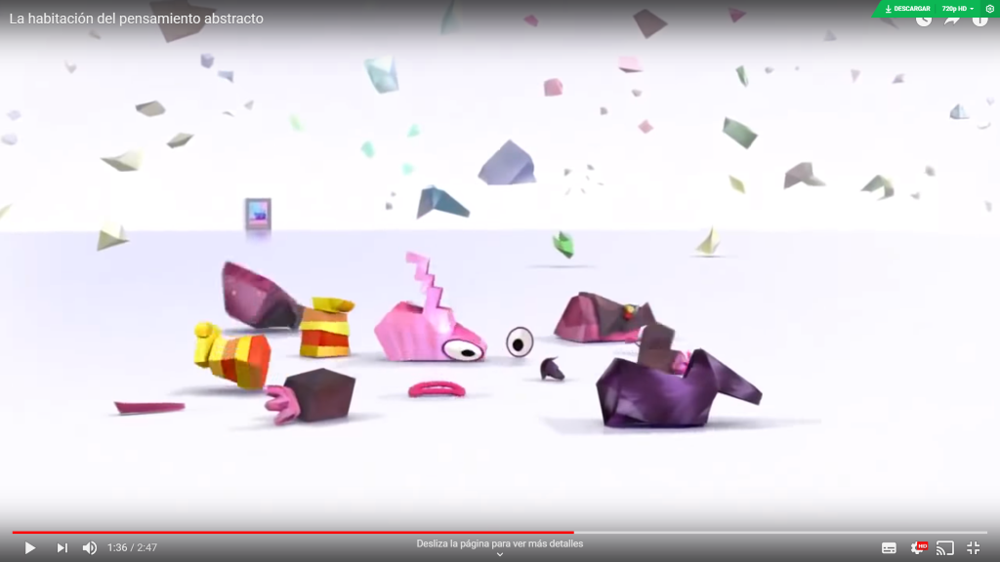 La habitación del pensamiento abstracto
DESCARGAR 720p HD
1:36 / 2:47
Desliza la página para ver más detalles
HD